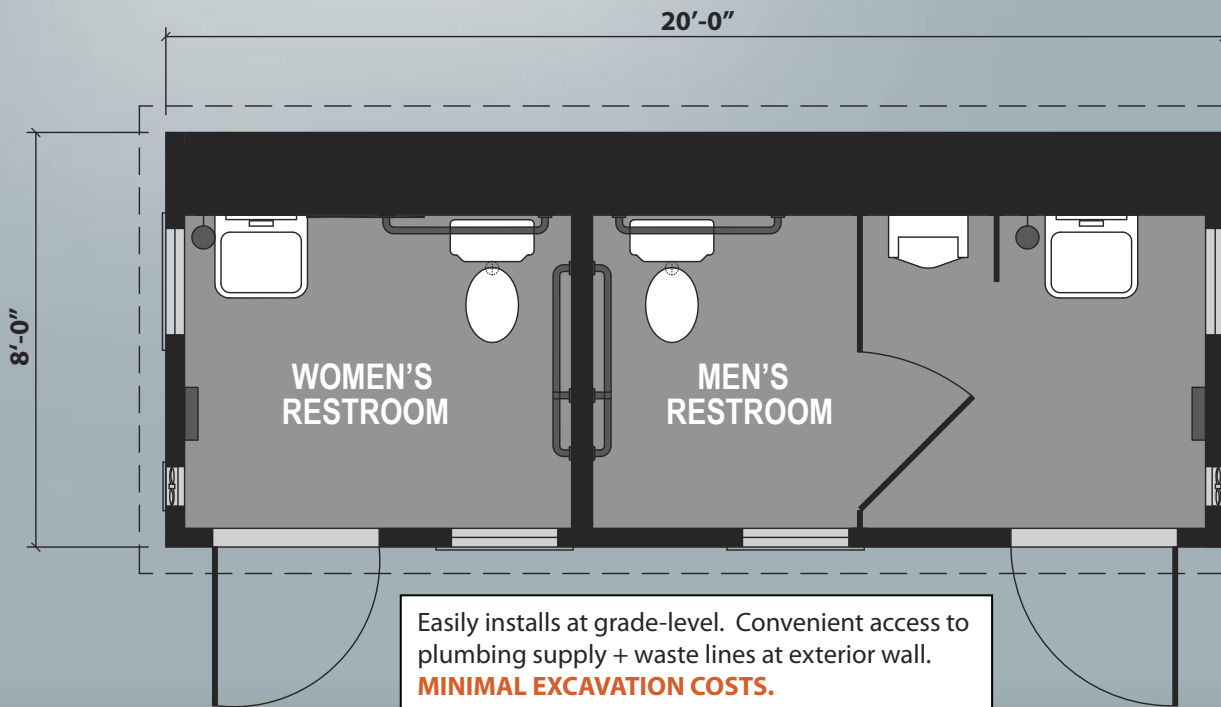 20'-0”
8'-0”
WOMEN’S
RESTROOM
MEN’S
RESTROOM
Easily installs at grade-level. Convenient access to
plumbing supply + waste lines at exterior wall.
MINIMAL EXCAVATION COSTS.